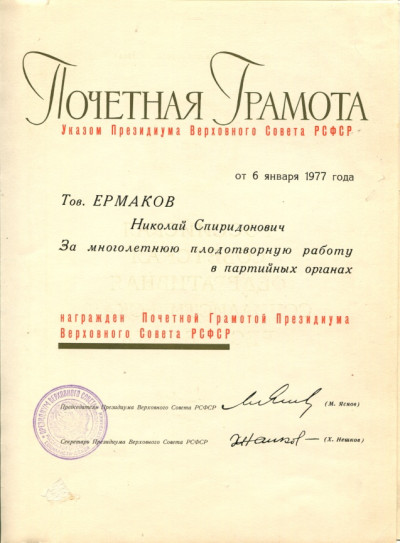 ПОЧЕТНАЯ ГРАМОТА
Указом Президиума Верховного Совета РСФСР
от 6 января 1977 года
Тов. ЕРМАКОВ
Николай Спиридонович
За многолетнюю плодотворную работу
в партийных органах
награжден Почетной Грамотой Президиума
Верховного Совета РСФСР
Председатель Президиума Верховного Совета РСФСР (М. Яснов)
Секретарь Президиума Верховного Совета РСФСР (Х. Нешков)